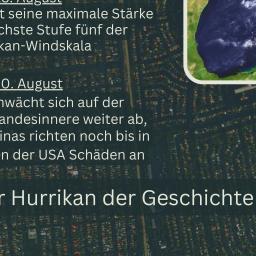 . August
t seine maximale Stärke
chste Stufe fünf der
kan-Windskala
0. August
wächt sich auf der
andesinnere weiter ab,
inas richten noch bis in
n der USA Schäden an
r Hurrikan der Geschichte